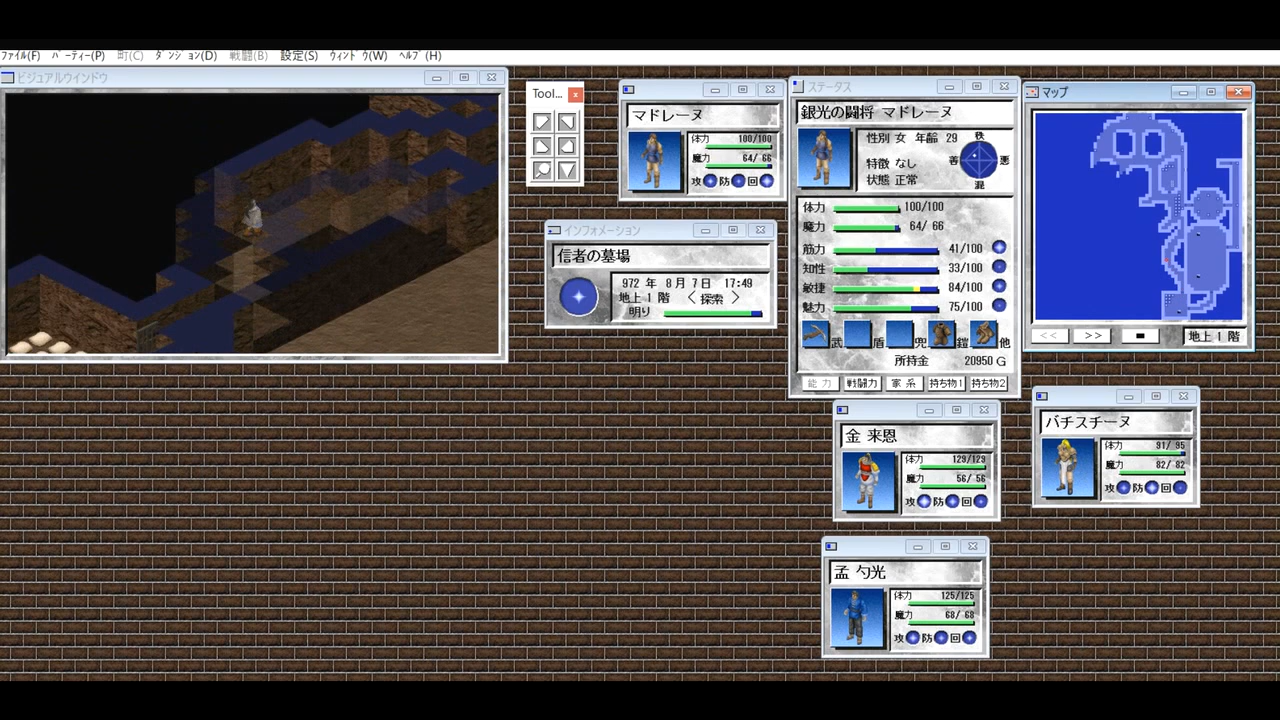 ファイル(F) パーティー(P) 町(C) ダンジョン(D) 戦闘(B) 設定(S) ウィンドウ(W) ヘルプ(H)
ビジュアルウインドウ
Tool...
マドレーヌ
体力 100/100
魔力 64/ 66
攻 防 回
インフォメーション
信者の墓場
972 年 8 月 7 日 17:49
地上 1 階 < 探索 >
明り
ステータス
銀光の闘将 マドレーヌ
性別 女 年齢 29
特徴 なし
状態 正常
秩
善 悪
混
体力 100/100
魔力 64/ 66
筋力 41/100
知性 33/100
敏捷 84/100
魅力 75/100
武 盾 兜 鎧 他
所持金 20950 G
能 力 戦闘力 家 系 持ち物1 持ち物2
マップ
<< >> ■ 地上 1 階
金 来恩
体力 129/129
魔力 56/ 56
攻 防 回
バチスチーヌ
体力 91/ 95
魔力 82/ 82
攻 防 回
孟 勺光
体力 125/125
魔力 68/ 68
攻 防 回